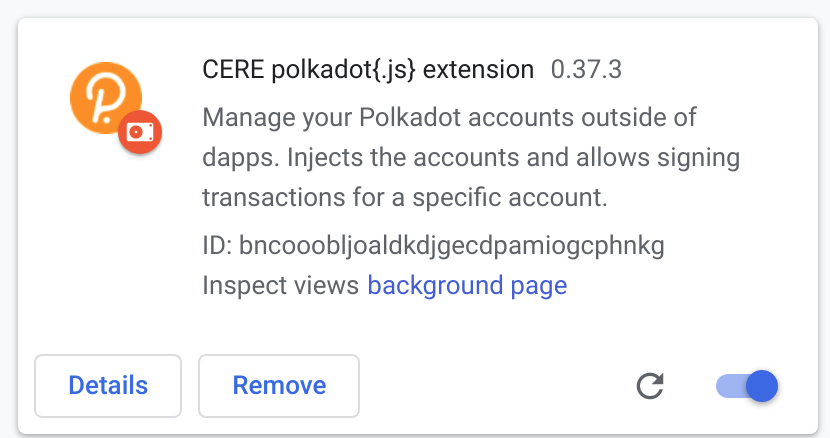 CERE polkadot{.js} extension 0.37.3
Manage your Polkadot accounts outside of
dapps. Injects the accounts and allows signing
transactions for a specific account.
ID: bncooobljoaldkdjgecdpamiogcphnkg
Inspect views background page
Details Remove